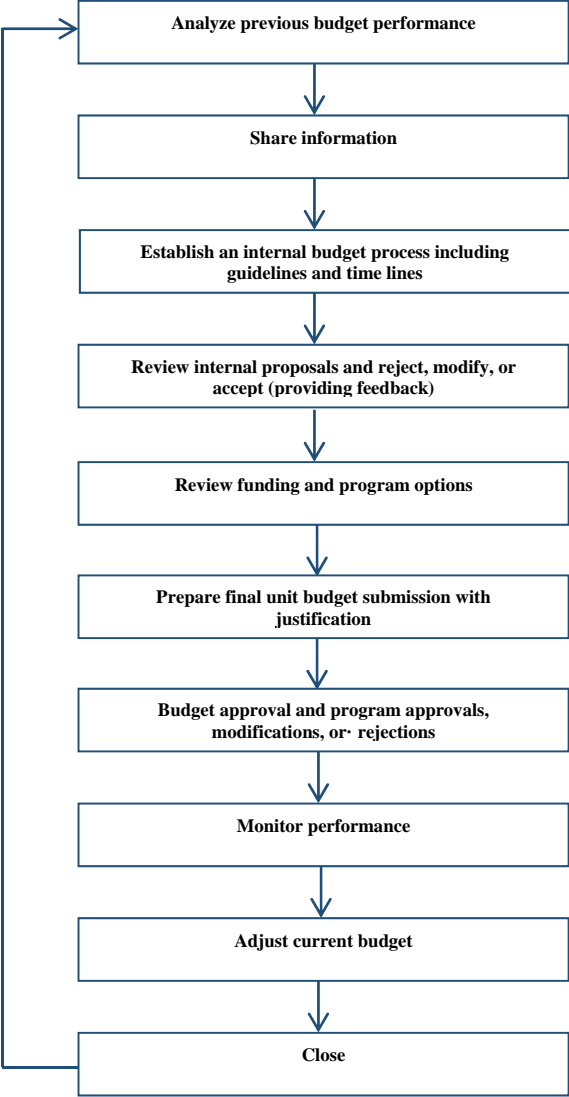 Analyze previous budget performance
Share information
Establish an internal budget process including
guidelines and time lines
Review internal proposals and reject, modify, or
accept (providing feedback)
Review funding and program options
Prepare final unit budget submission with
justification
Budget approval and program approvals,
modifications, or· rejections
Monitor performance
Adjust current budget
Close